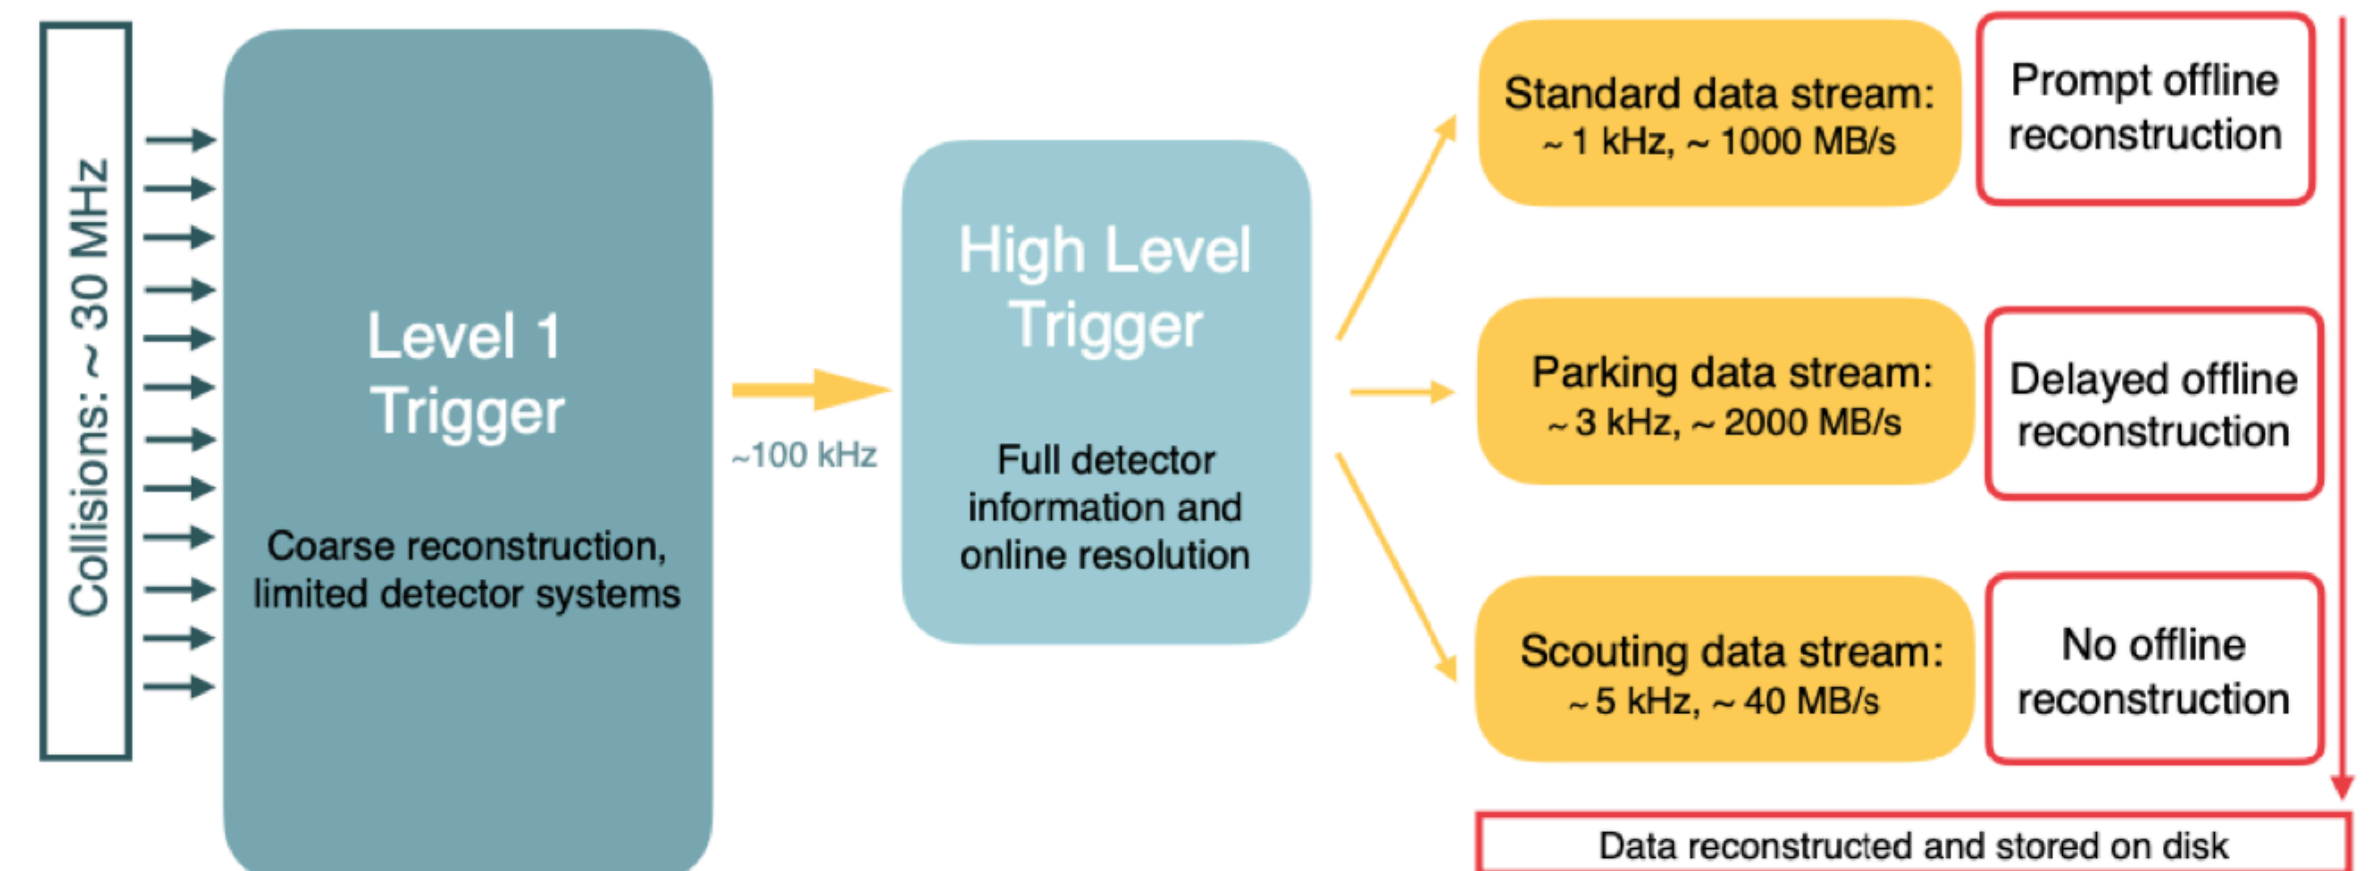 Collisions: ~ 30 MHz
Level 1
Trigger
Coarse reconstruction,
limited detector systems
~100 kHz
High Level
Trigger
Full detector
information and
online resolution
Standard data stream:
~ 1 kHz, ~ 1000 MB/s
Prompt offline
reconstruction
Parking data stream:
~ 3 kHz, ~ 2000 MB/s
Delayed offline
reconstruction
Scouting data stream:
~ 5 kHz, ~ 40 MB/s
No offline
reconstruction
Data reconstructed and stored on disk